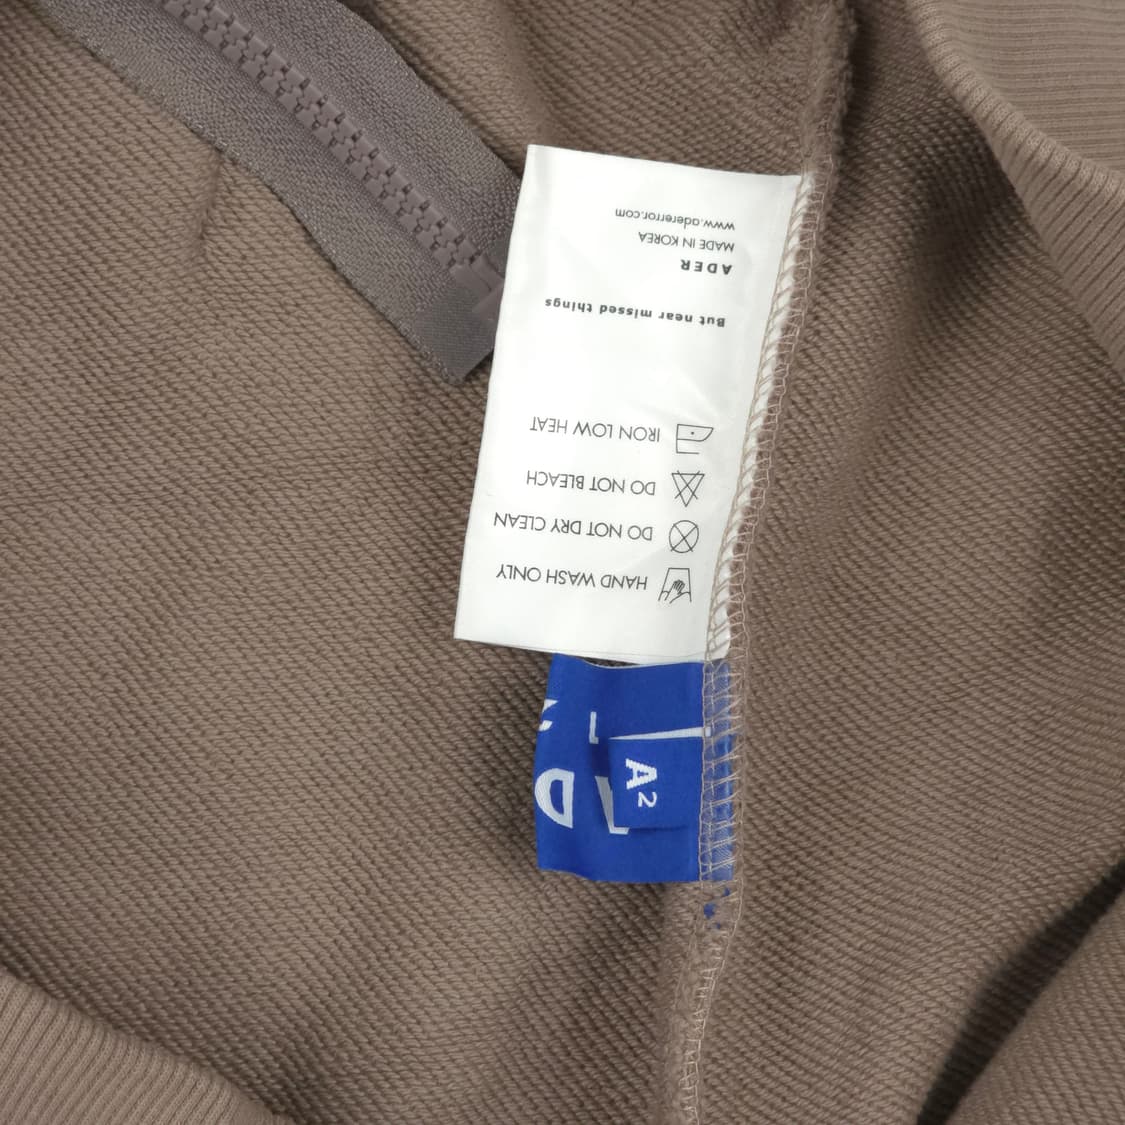 HAND WASH ONLY
DO NOT DRY CLEAN
DO NOT BLEACH
IRON LOW HEAT
But near missed things
ADER
MADE IN KOREA
www.adererror.com
A²
D